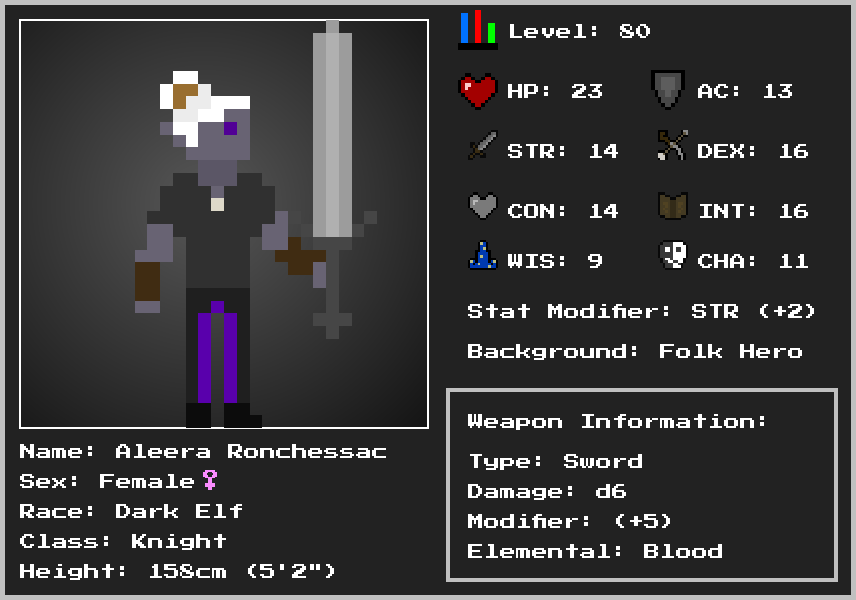 Level: 80
HP: 23
AC: 13
STR: 14
DEX: 16
CON: 14
INT: 16
WIS: 9
CHA: 11
Stat Modifier: STR (+2)
Background: Folk Hero
Weapon Information:
Type: Sword
Damage: d6
Modifier: (+5)
Elemental: Blood
Name: Aleera Ronchessac
Sex: Female♀
Race: Dark Elf
Class: Knight
Height: 158cm (5'2")